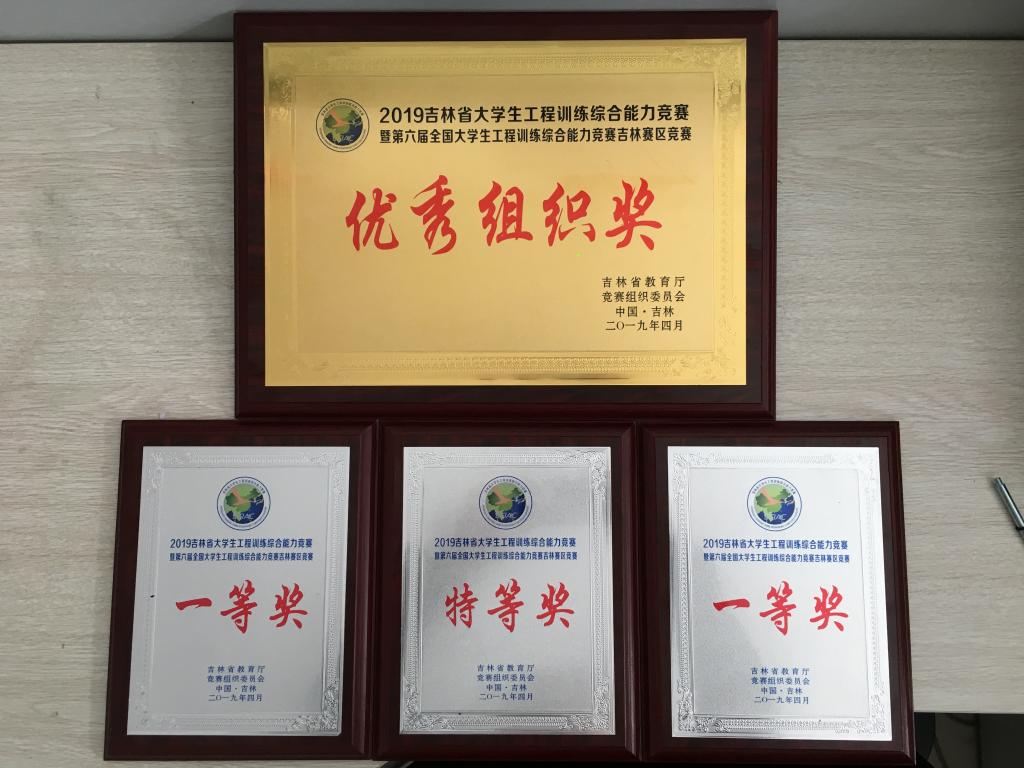 2019吉林省大学生工程训练综合能力竞赛
暨第六届全国大学生工程训练综合能力竞赛吉林赛区竞赛
优秀组织奖
吉林省教育厅
竞赛组织委员会
中国·吉林
二〇一九年四月
2019吉林省大学生工程训练综合能力竞赛
暨第六届全国大学生工程训练综合能力竞赛吉林赛区竞赛
一等奖
吉林省教育厅
竞赛组织委员会
中国·吉林
二〇一九年四月
2019吉林省大学生工程训练综合能力竞赛
暨第六届全国大学生工程训练综合能力竞赛吉林赛区竞赛
特等奖
吉林省教育厅
竞赛组织委员会
中国·吉林
二〇一九年四月
2019吉林省大学生工程训练综合能力竞赛
暨第六届全国大学生工程训练综合能力竞赛吉林赛区竞赛
一等奖
吉林省教育厅
竞赛组织委员会
中国·吉林
二〇一九年四月